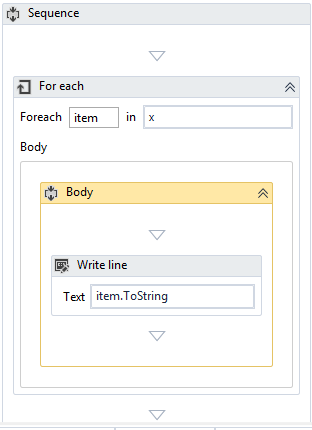 Sequence
For each
Foreach item in x
Body
Body
Write line
Text item.ToString